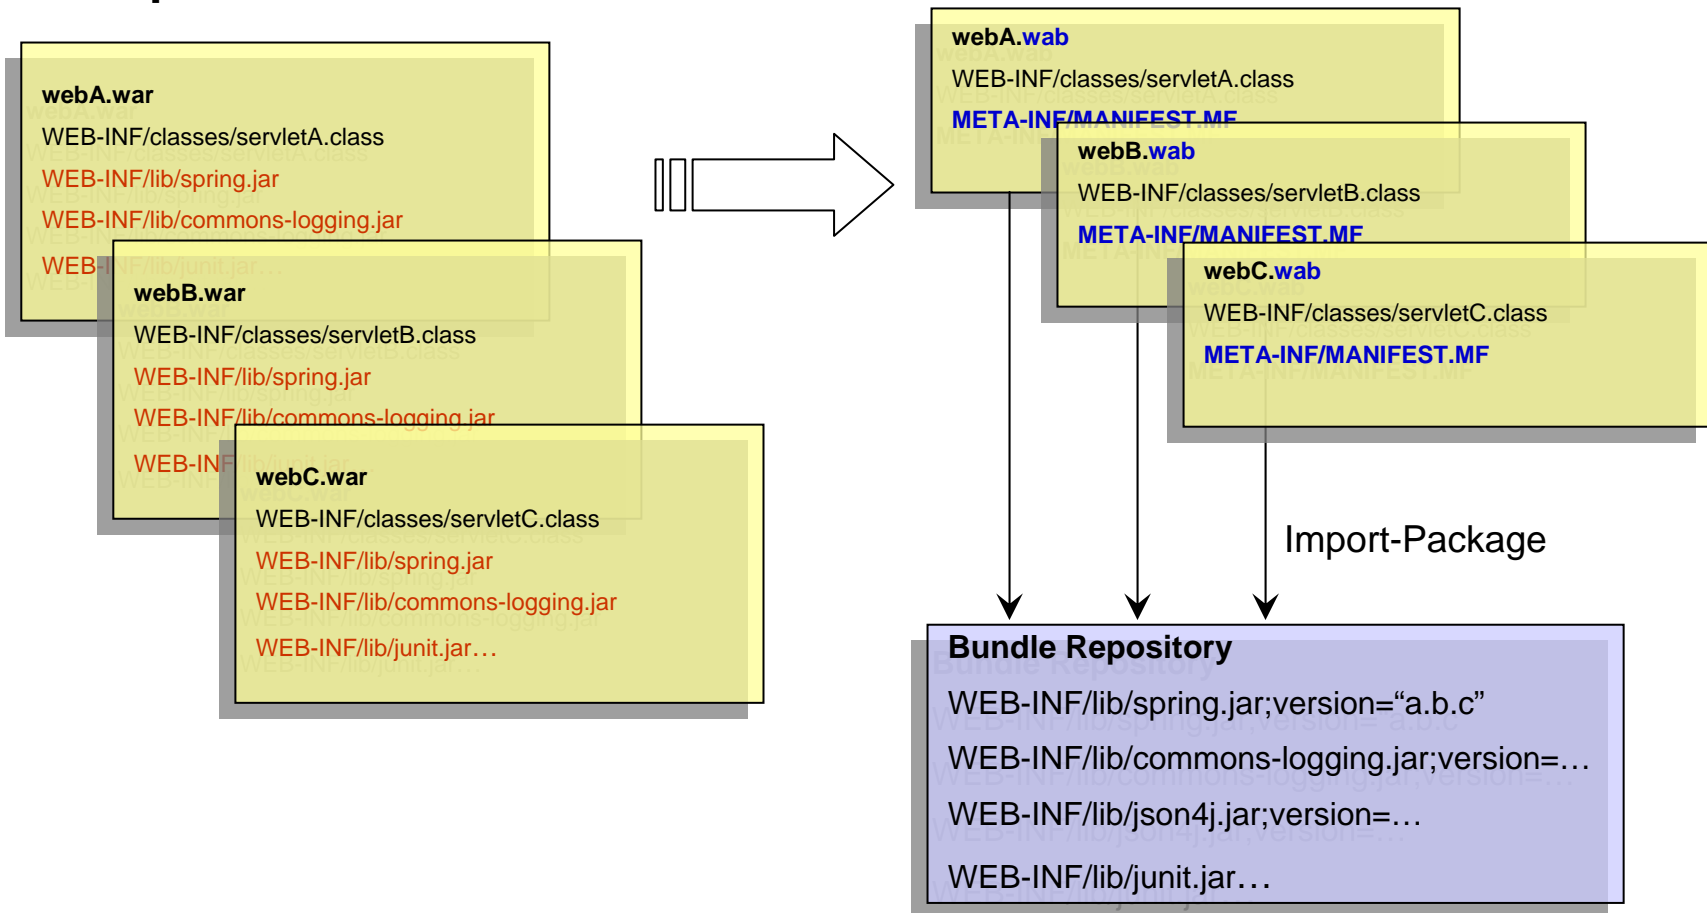 webA.war
WEB-INF/classes/servletA.class
WEB-INF/lib/spring.jar
WEB-INF/lib/commons-logging.jar
WEB-INF/lib/junit.jar…
webB.war
WEB-INF/classes/servletB.class
WEB-INF/lib/spring.jar
WEB-INF/lib/commons-logging.jar
WEB-INF/lib/junit.jar…
webC.war
WEB-INF/classes/servletC.class
WEB-INF/lib/spring.jar
WEB-INF/lib/commons-logging.jar
WEB-INF/lib/junit.jar…
webA.wab
WEB-INF/classes/servletA.class
META-INF/MANIFEST.MF
webB.wab
WEB-INF/classes/servletB.class
META-INF/MANIFEST.MF
webC.wab
WEB-INF/classes/servletC.class
META-INF/MANIFEST.MF
Import-Package
Bundle Repository
WEB-INF/lib/spring.jar;version=“a.b.c”
WEB-INF/lib/commons-logging.jar;version=…
WEB-INF/lib/json4j.jar;version=…
WEB-INF/lib/junit.jar…